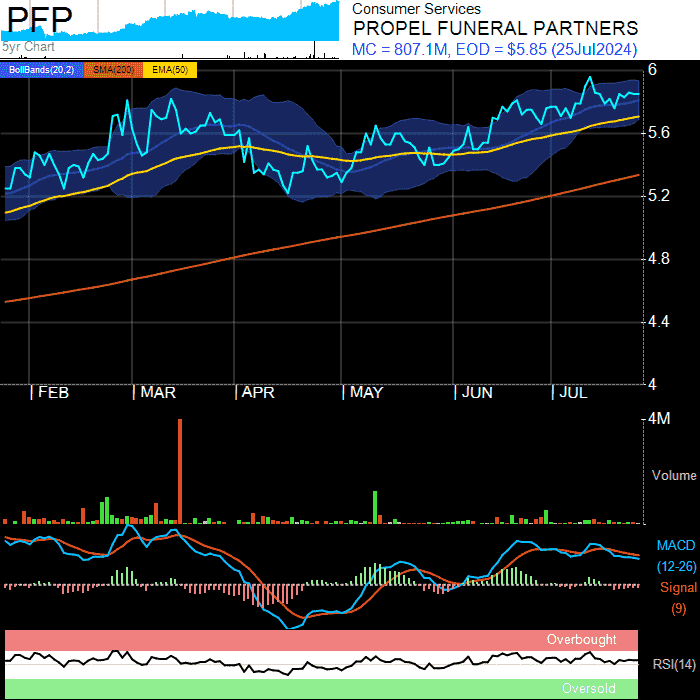 PFP
5yr Chart
Consumer Services
PROPEL FUNERAL PARTNERS
MC = 807.1M, EOD = $5.85 (25Jul2024)
BollBands(20,2) SMA(200) EMA(50)
6
5.6
5.2
4.8
4.4
4
| FEB | MAR | APR | MAY | JUN | JUL
4M
Volume
MACD
(12-26)
Signal
(9)
Overbought
RSI(14)
Oversold